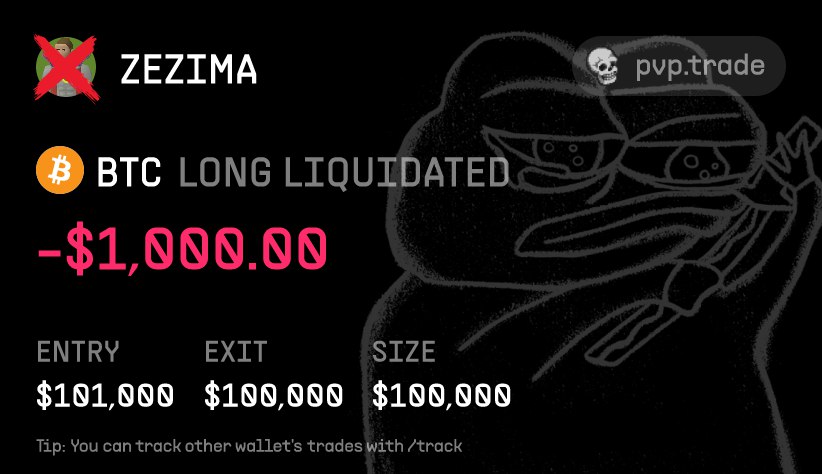 ZEZIMA
pvp.trade
BTC LONG LIQUIDATED
-$1,000.00
ENTRY EXIT SIZE
$101,000 $100,000 $100,000
Tip: You can track other wallet's trades with /track